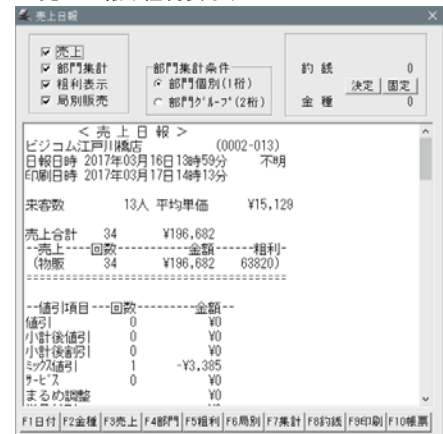 売上日報
売上
部門集計
粗利表示
局別販売
部門集計条件
部門個別(1桁)
部門ｸﾞﾙｰﾌﾟ(2桁)
釣 銭 0
決定 固定
金 種 0
< 売 上 日 報 >
ビジコム江戸川橋店 (0002-013)
日報日時 2017年03月16日13時59分 不明
印刷日時 2017年03月17日14時13分
来客数 13人 平均単価 ¥15,129
売上合計 34 ¥196,682
--売上----回数---------金額------粗利-
(物販 34 ¥196,682 63820)
======================================
--値引項目---回数---------金額--
値引 0 ¥0
小計後値引 0 ¥0
小計後割引 0 ¥0
ﾐｯｸｽ値引 1 -¥3,385
ｻｰﾋﾞｽ 0 ¥0
まるめ調整 ¥0
F1日付 F2金種 F3売上 F4部門 F5粗利 F6局別 F7集計 F8釣銭 F9印刷 F10帳票